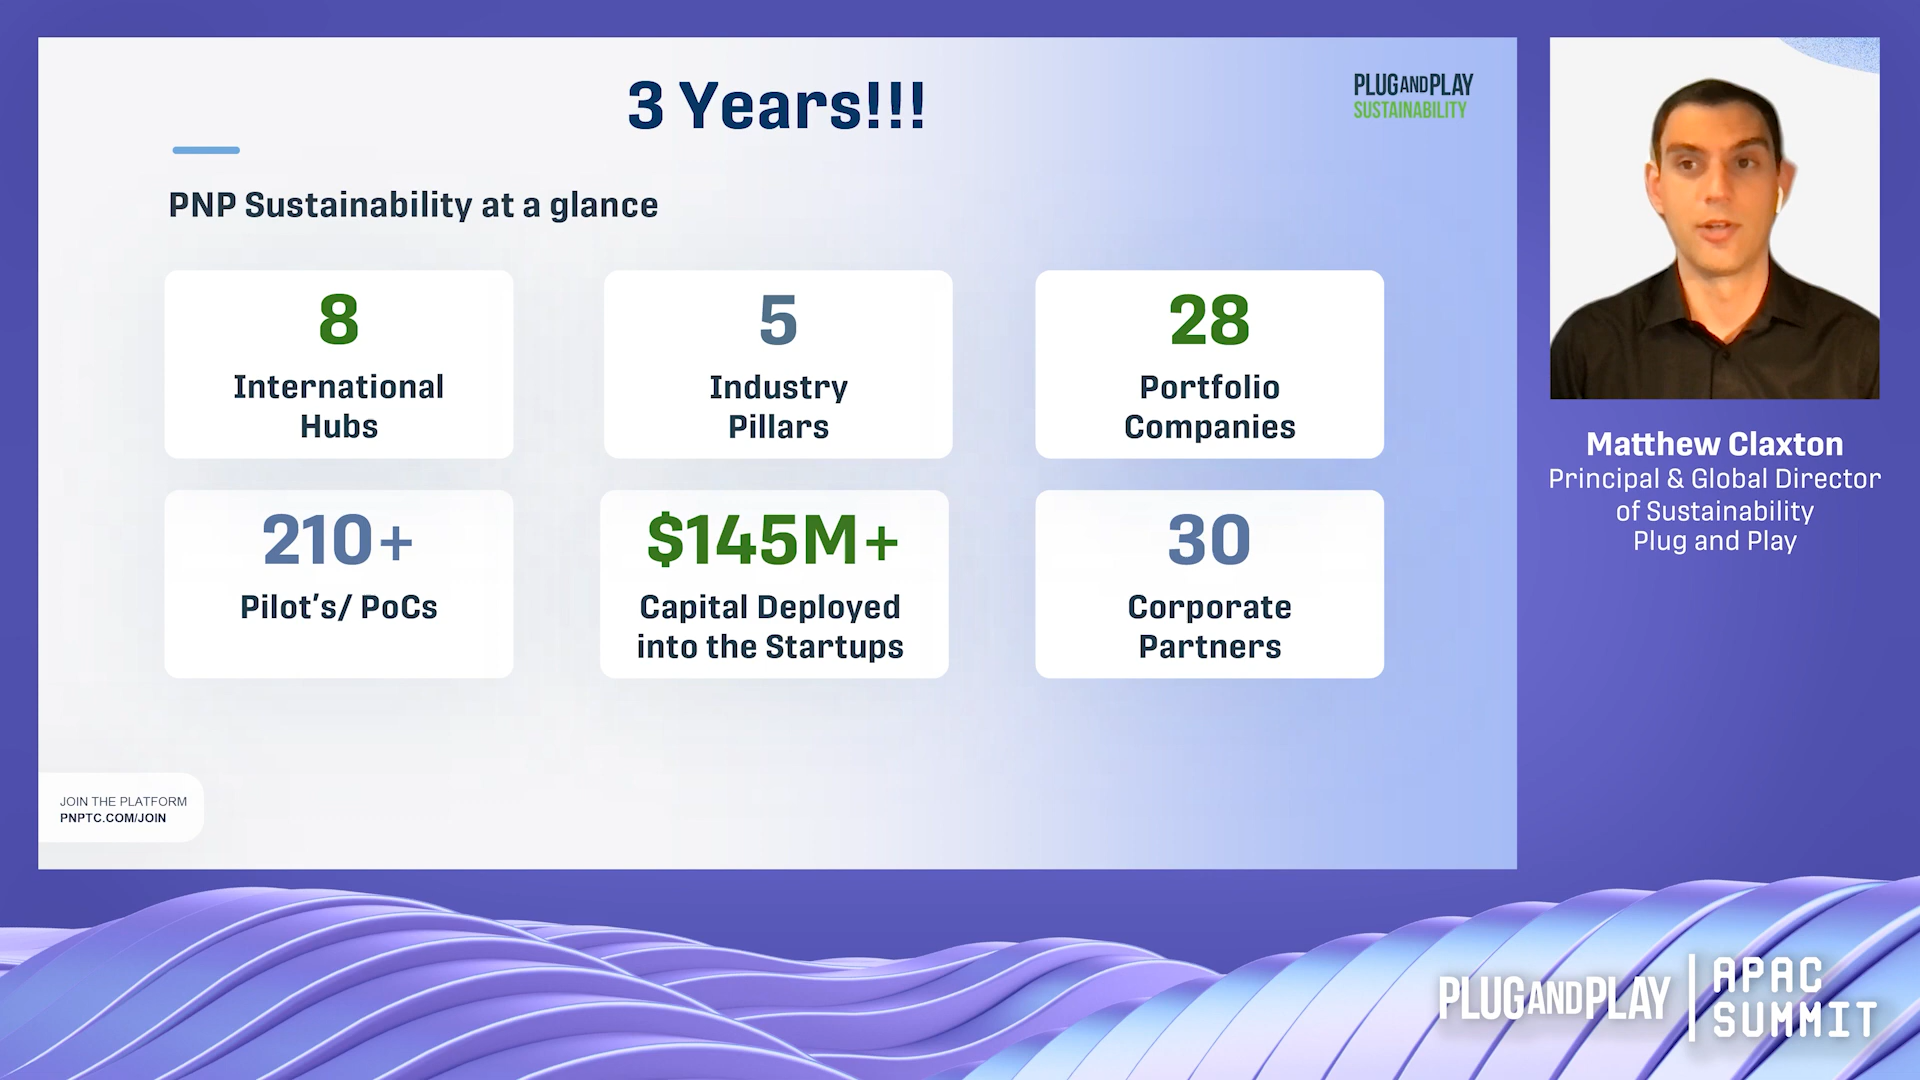 3 Years!!!
PLUGANDPLAY
SUSTAINABILITY
PNP Sustainability at a glance
8
International
Hubs
5
Industry
Pillars
28
Portfolio
Companies
210+
Pilot's/ PoCs
$145M+
Capital Deployed
into the Startups
30
Corporate
Partners
JOIN THE PLATFORM
PNPTC.COM/JOIN
Matthew Claxton
Principal & Global Director
of Sustainability
Plug and Play
PLUGANDPLAY
APAC
SUMMIT